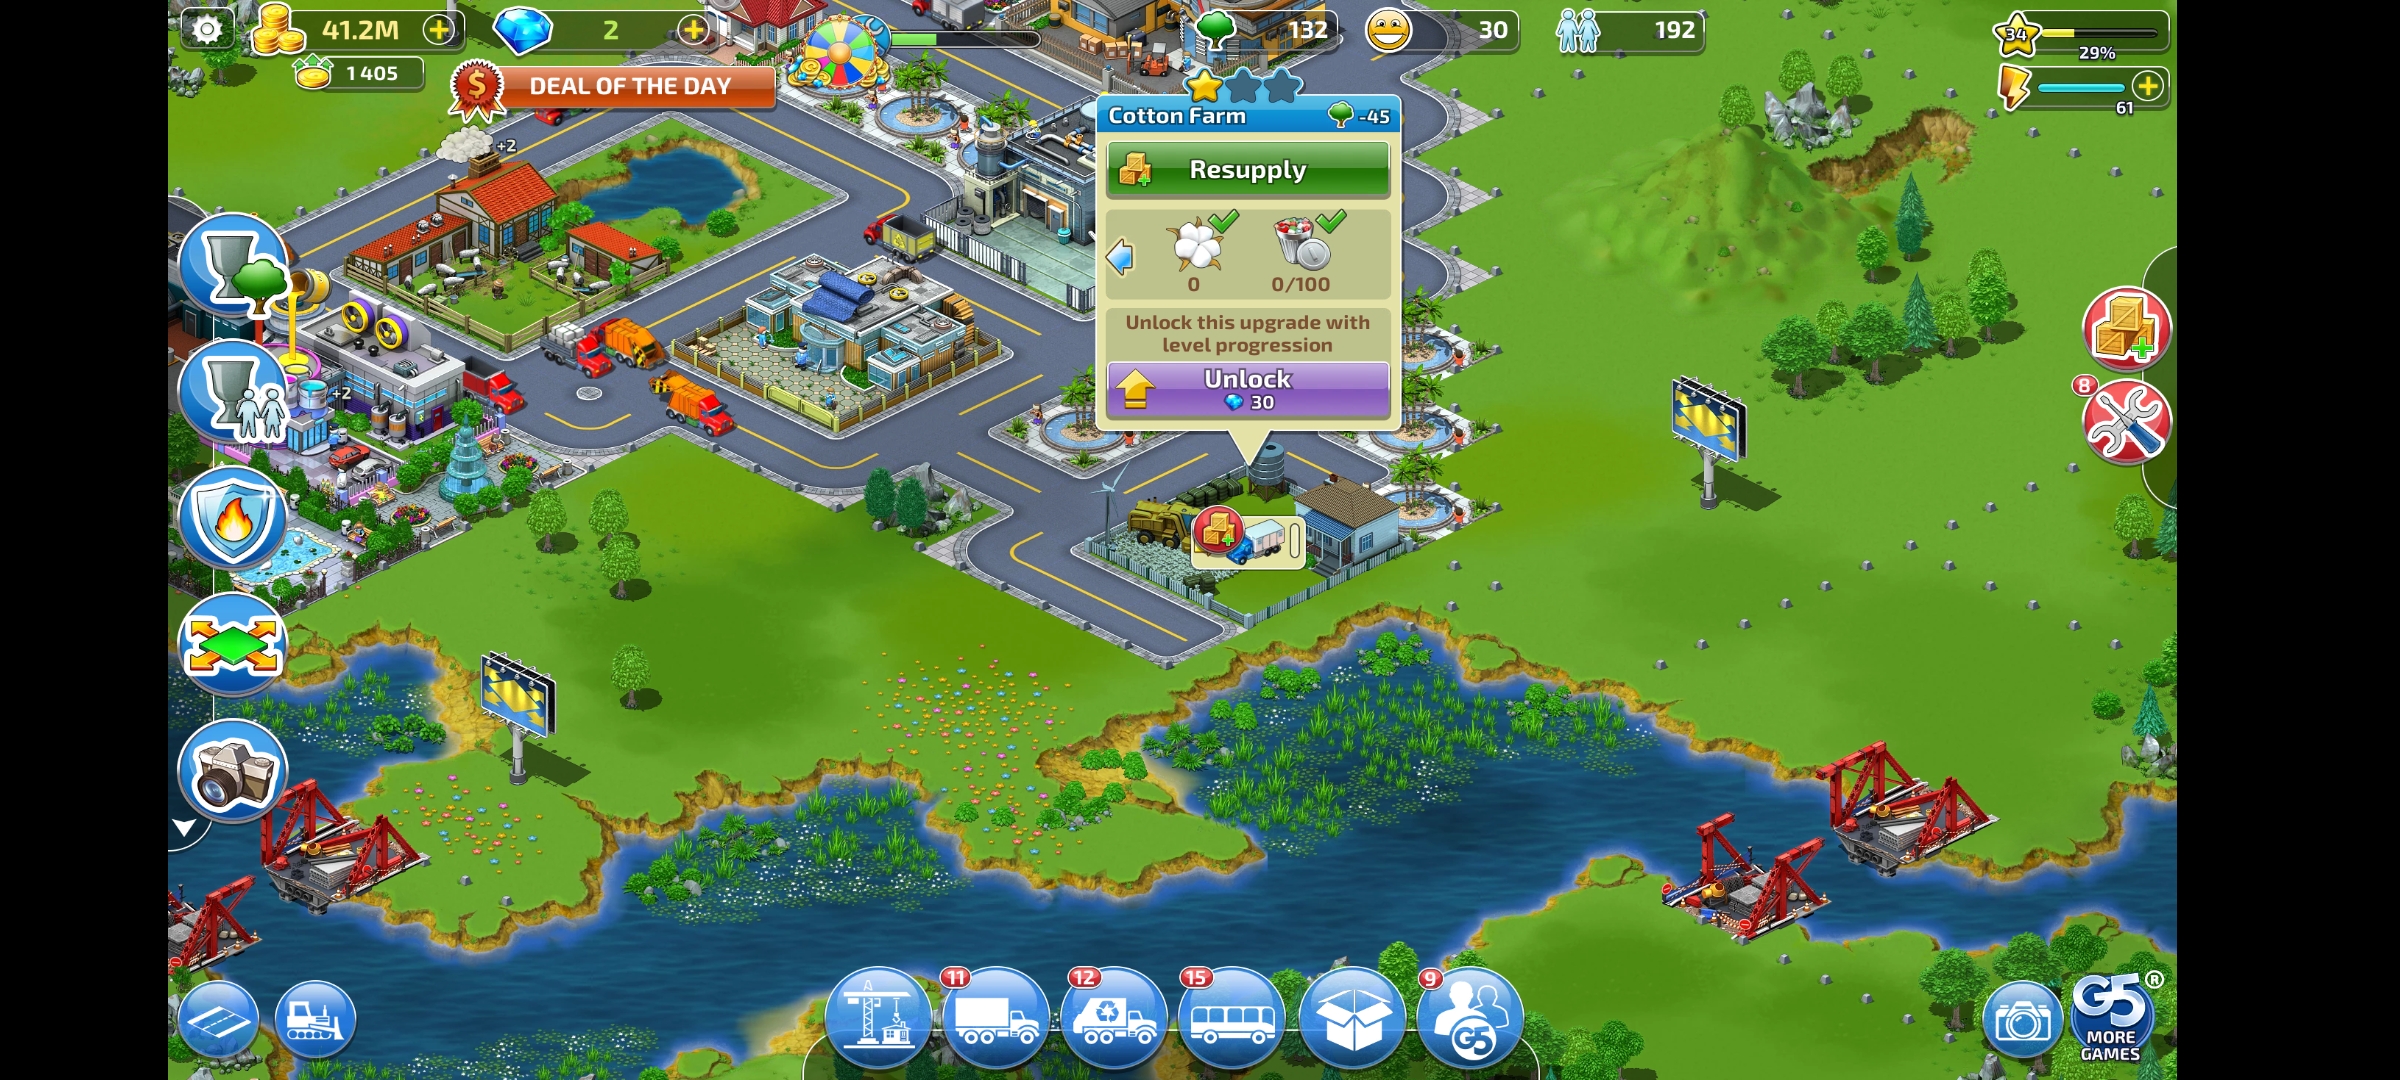 41.2M
2
132
30
192
34
29%
1 405
DEAL OF THE DAY
61
Cotton Farm
-45
+2
Resupply
0
0/100
Unlock this upgrade with
level progression
Unlock
30
+2
8
0
11
12
15
9
A
G5
G5
®
MORE
GAMES